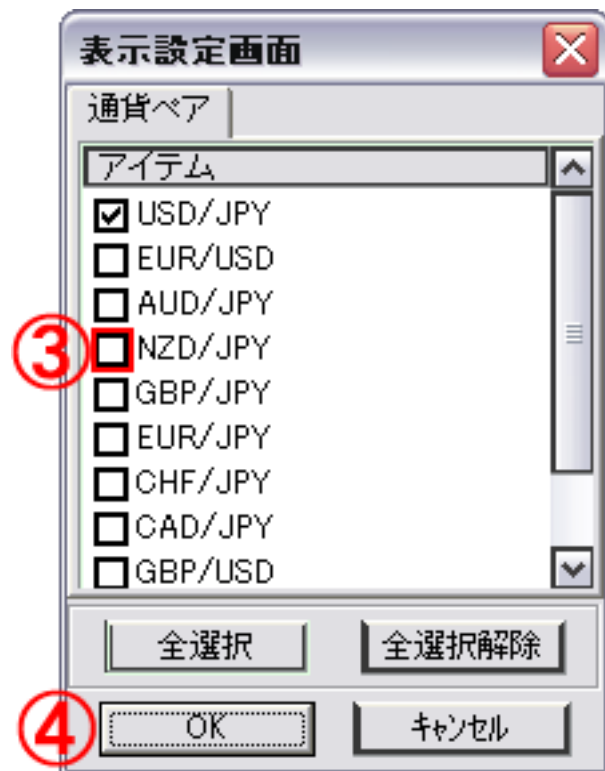 表示設定画面
通貨ペア
アイテム
USD/JPY
EUR/USD
AUD/JPY
③ NZD/JPY
GBP/JPY
EUR/JPY
CHF/JPY
CAD/JPY
GBP/USD
全選択 全選択解除
④ OK キャンセル